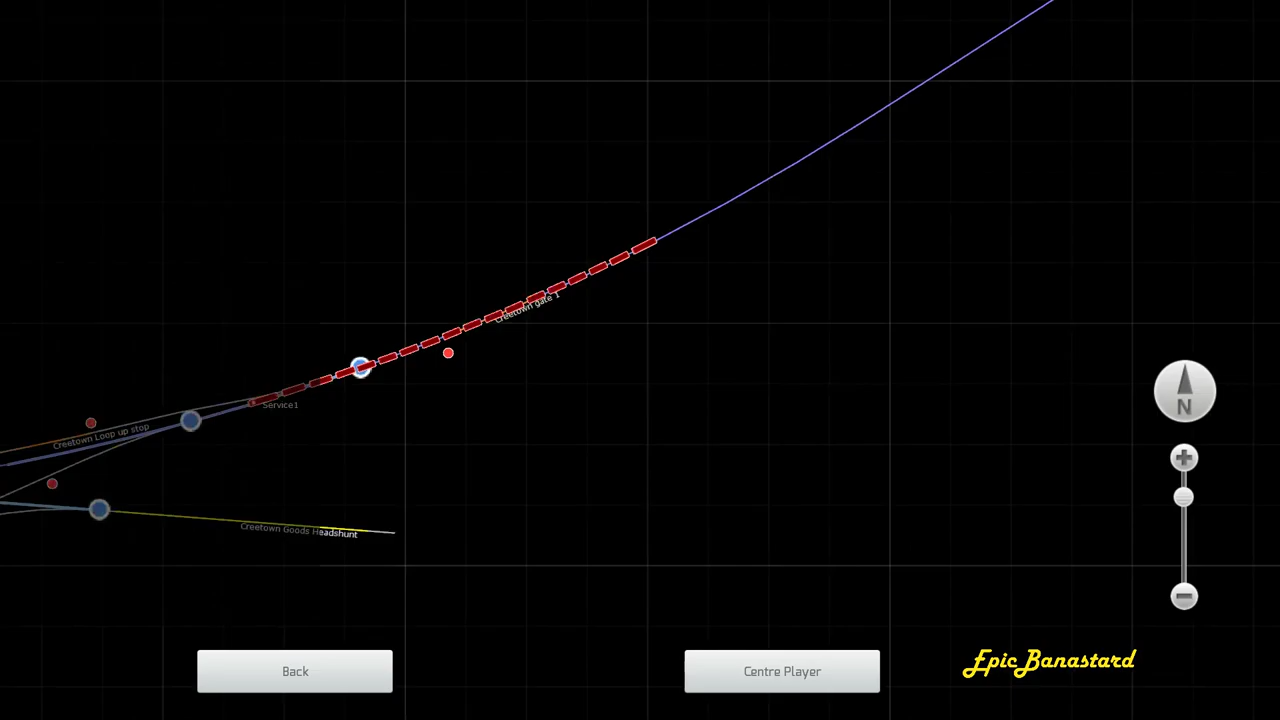 Creetown gate 1
Service1
Creetown Loop up stop
Creetown Goods Headshunt
N
Back
Centre Player
Epic Banastard